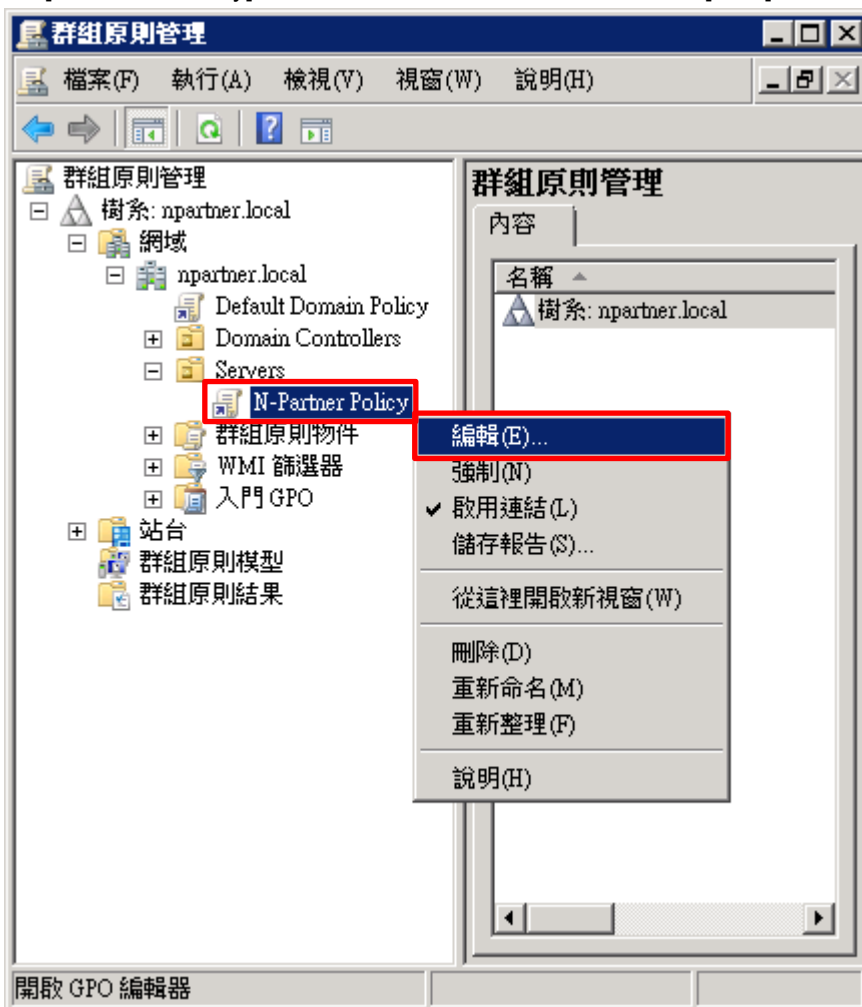 群組原則管理
檔案(F) 執行(A) 檢視(V) 視窗(W) 說明(H)
群組原則管理
樹系: npartner.local
網域
npartner.local
Default Domain Policy
Domain Controllers
Servers
N-Partner Policy
群組原則物件
WMI 篩選器
入門 GPO
站台
群組原則模型
群組原則結果
群組原則管理
內容
名稱
樹系: npartner.local
編輯(E)...
強制(N)
啟用連結(L)
儲存報告(S)...
從這裡開啟新視窗(W)
刪除(D)
重新命名(M)
重新整理(F)
說明(H)
開啟 GPO 編輯器